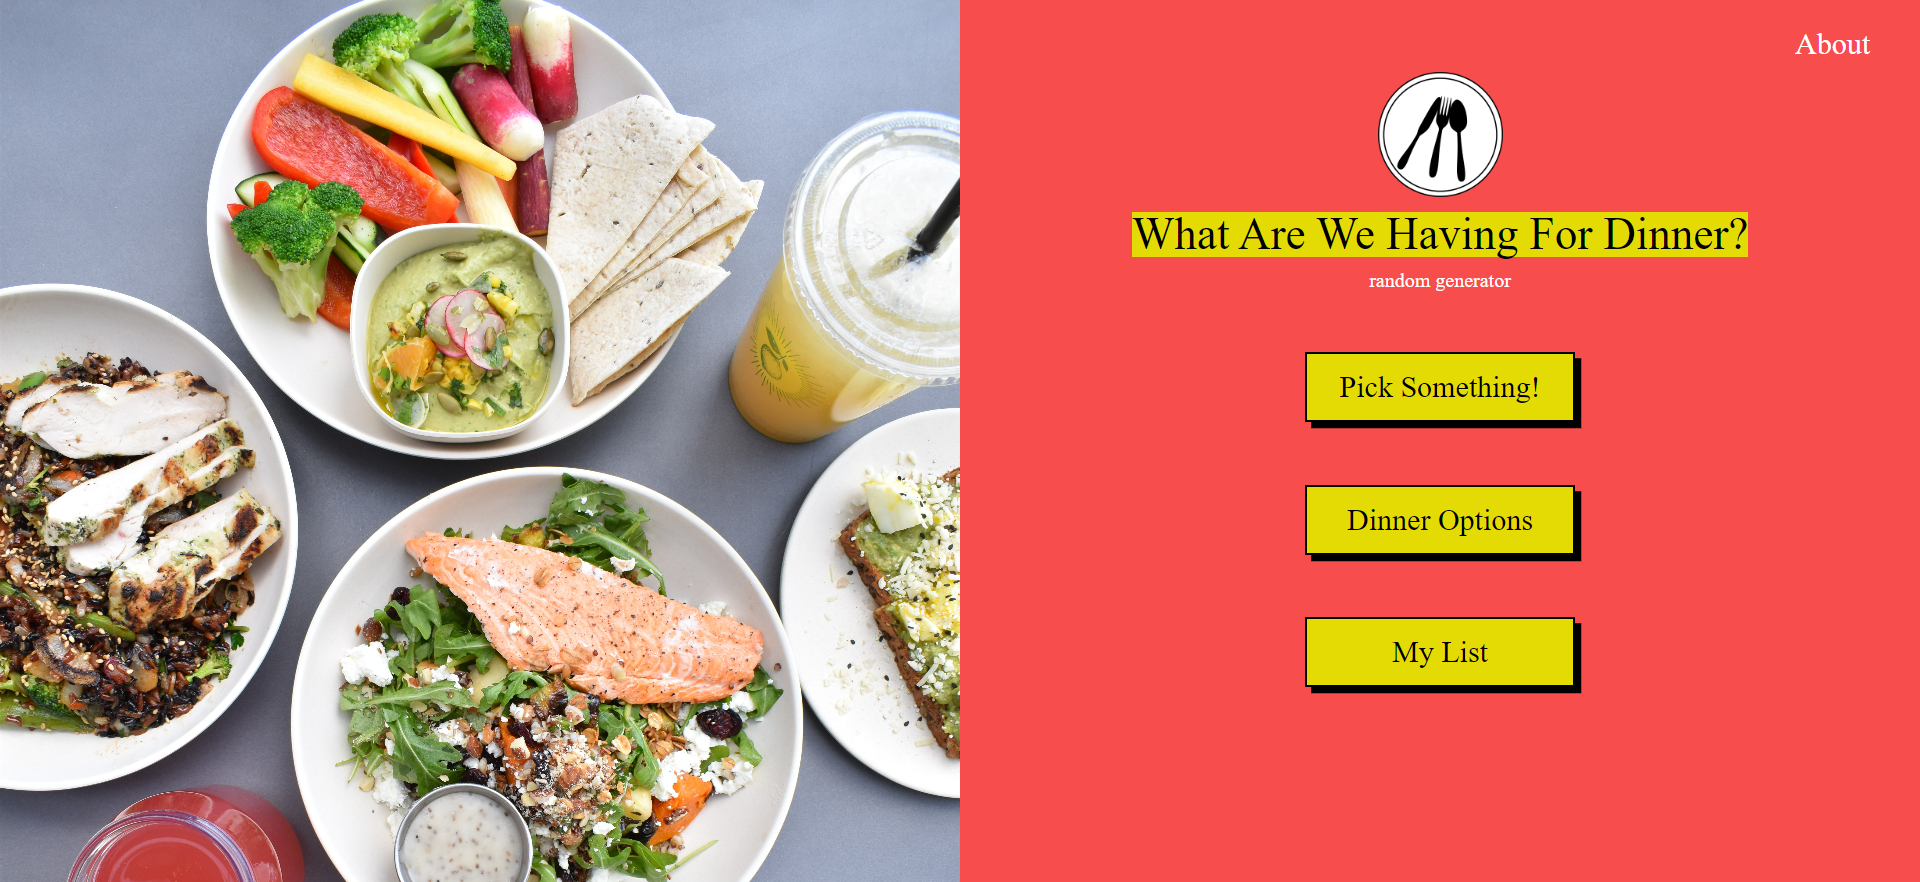 About
What Are We Having For Dinner?
random generator
Pick Something!
Dinner Options
My List